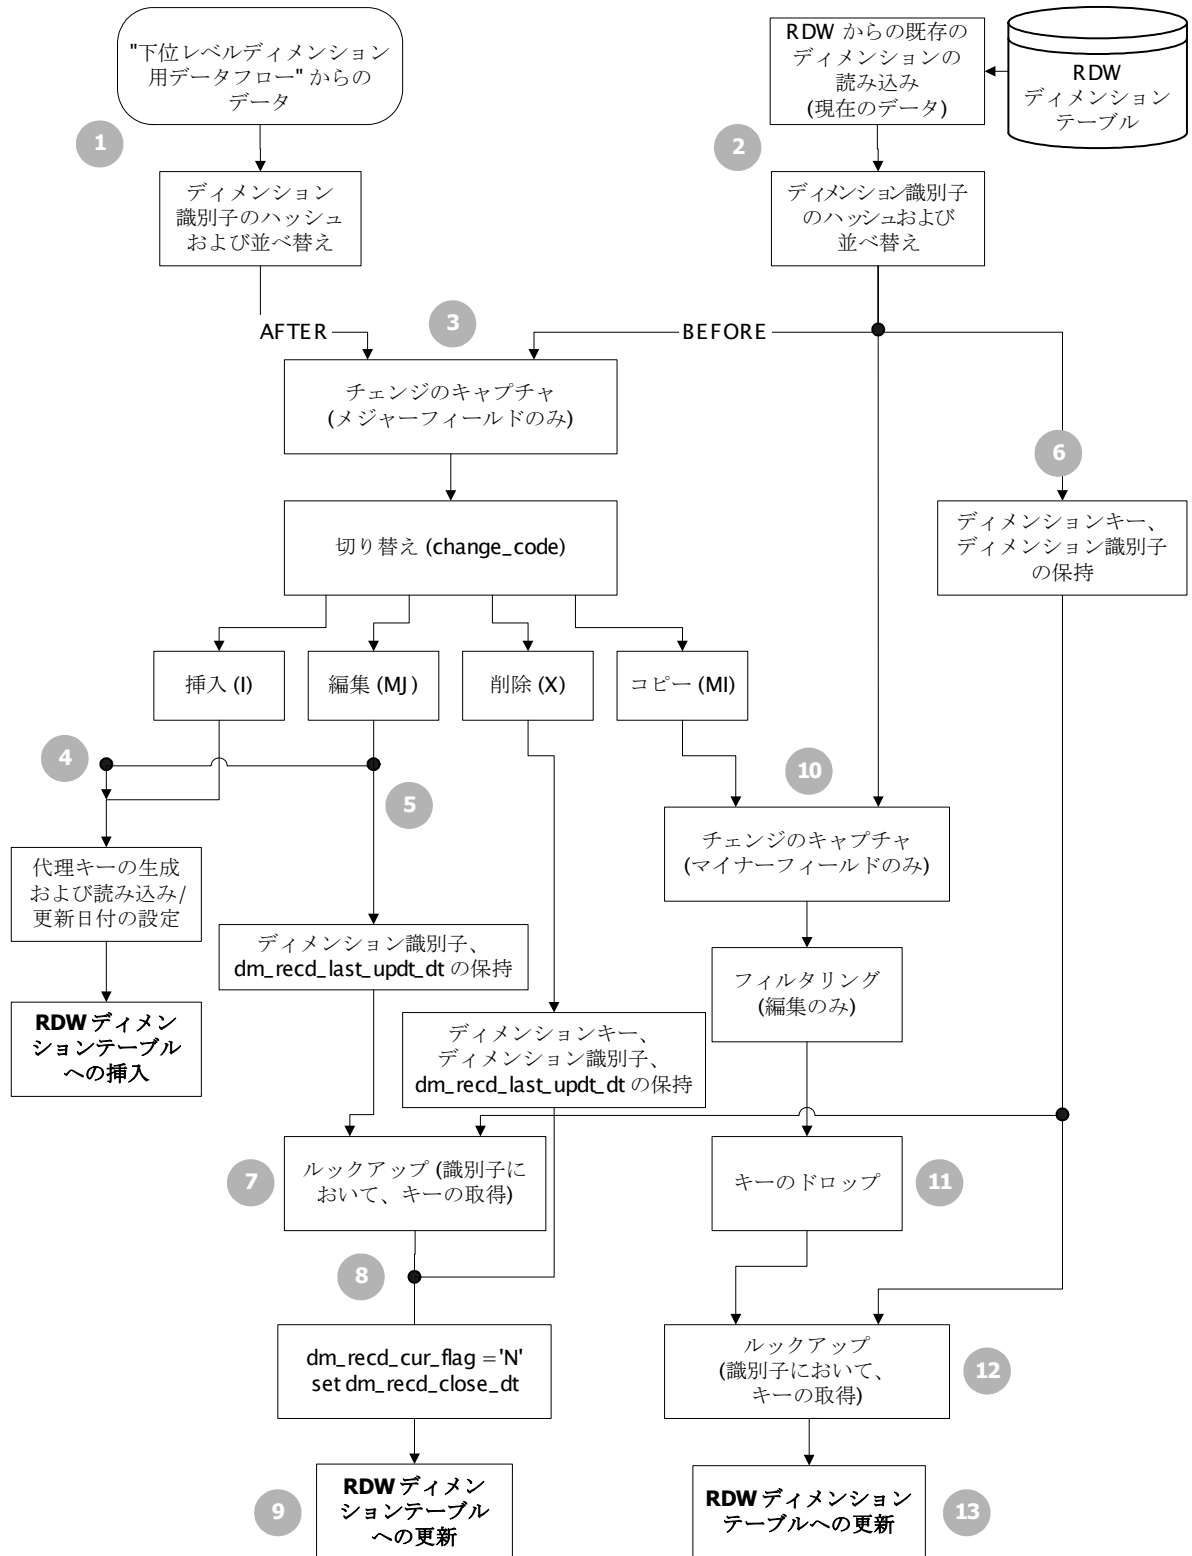 "下位レベルディメンション
用データフロー" からの
データ
RDW からの既存の
ディメンションの
読み込み
(現在のデータ)
RDW
ディメンション
テーブル
1
2
ディメンション
識別子のハッシュ
および並べ替え
ディメンション識別子
のハッシュおよび
並べ替え
AFTER
3
BEFORE
チェンジのキャプチャ
(メジャーフィールドのみ)
6
切り替え (change_code)
ディメンションキー、
ディメンション識別子
の保持
挿入 (I)
編集 (MJ)
削除 (X)
コピー (MI)
4
5
10
代理キーの生成
および読み込み/
更新日付の設定
チェンジのキャプチャ
(マイナーフィールドのみ)
ディメンション識別子、
dm_recd_last_updt_dt の保持
フィルタリング
(編集のみ)
RDW ディメン
ションテーブル
への挿入
ディメンションキー、
ディメンション識別子、
dm_recd_last_updt_dt の保持
7
ルックアップ (識別子に
おいて、キーの取得)
キーのドロップ
11
8
dm_recd_cur_flag ='N'
set dm_recd_close_dt
ルックアップ
(識別子において、
キーの取得)
12
9
RDW ディメン
ションテーブル
への更新
RDW ディメンション
テーブルへの更新
13